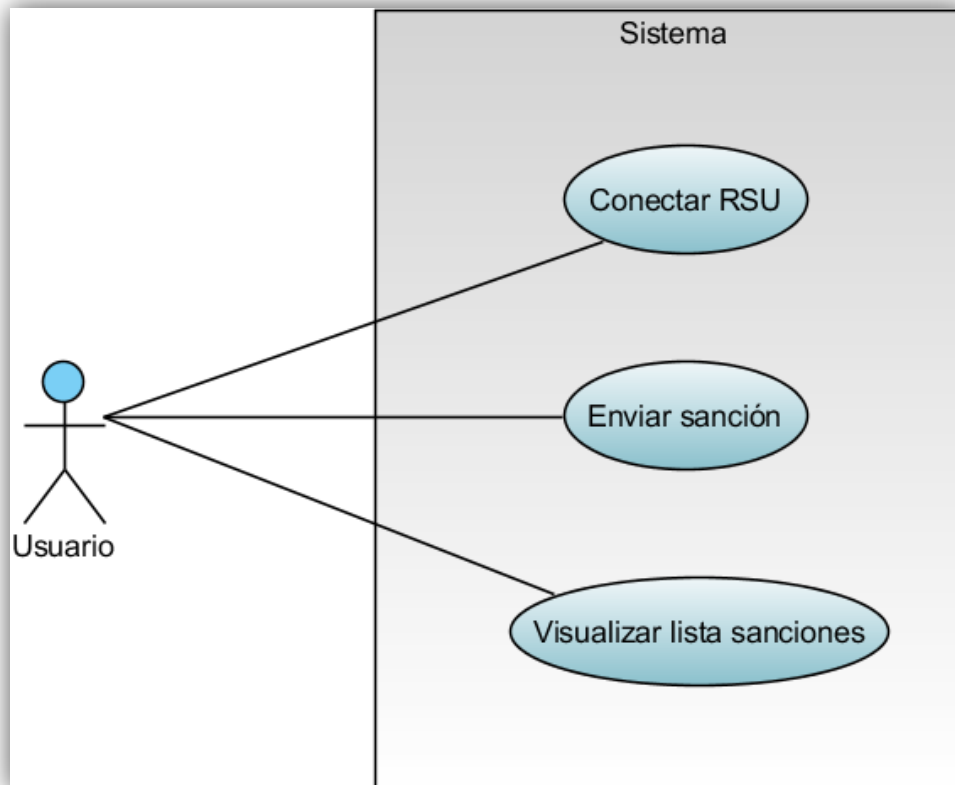 Sistema
Conectar RSU
Enviar sanción
Usuario
Visualizar lista sanciones